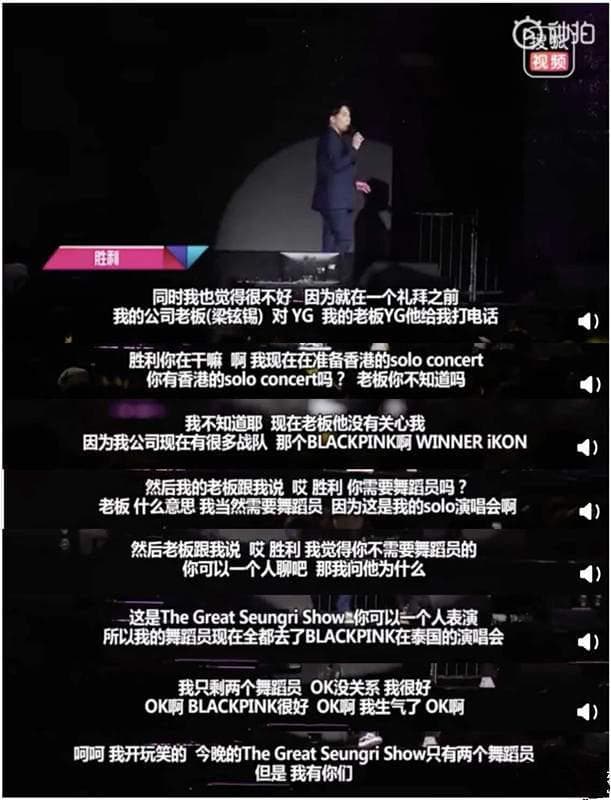 秒拍
搜狐
视频
胜利
同时我也觉得很不好 因为就在一个礼拜之前
我的公司老板(梁铉锡) 对 YG 我的老板YG他给我打电话
胜利你在干嘛 啊 我现在在准备香港的solo concert
你有香港的solo concert吗？ 老板你不知道吗
我不知道耶 现在老板他没有关心我
因为我公司现在有很多战队 那个BLACKPINK啊 WINNER iKON
然后我的老板跟我说 哎 胜利 你需要舞蹈员吗？
老板 什么意思 我当然需要舞蹈员 因为这是我的solo演唱会啊
然后老板跟我说 哎 胜利 我觉得你不需要舞蹈员的
你可以一个人聊吧 那我问他为什么
这是The Great Seungri Show 你可以一个人表演
所以我的舞蹈员现在全都去了BLACKPINK在泰国的演唱会
我只剩两个舞蹈员 OK没关系 我很好
OK啊 BLACKPINK很好 OK啊 我生气了 OK啊
呵呵 我开玩笑的 今晚的The Great Seungri Show只有两个舞蹈员
但是 我有你们